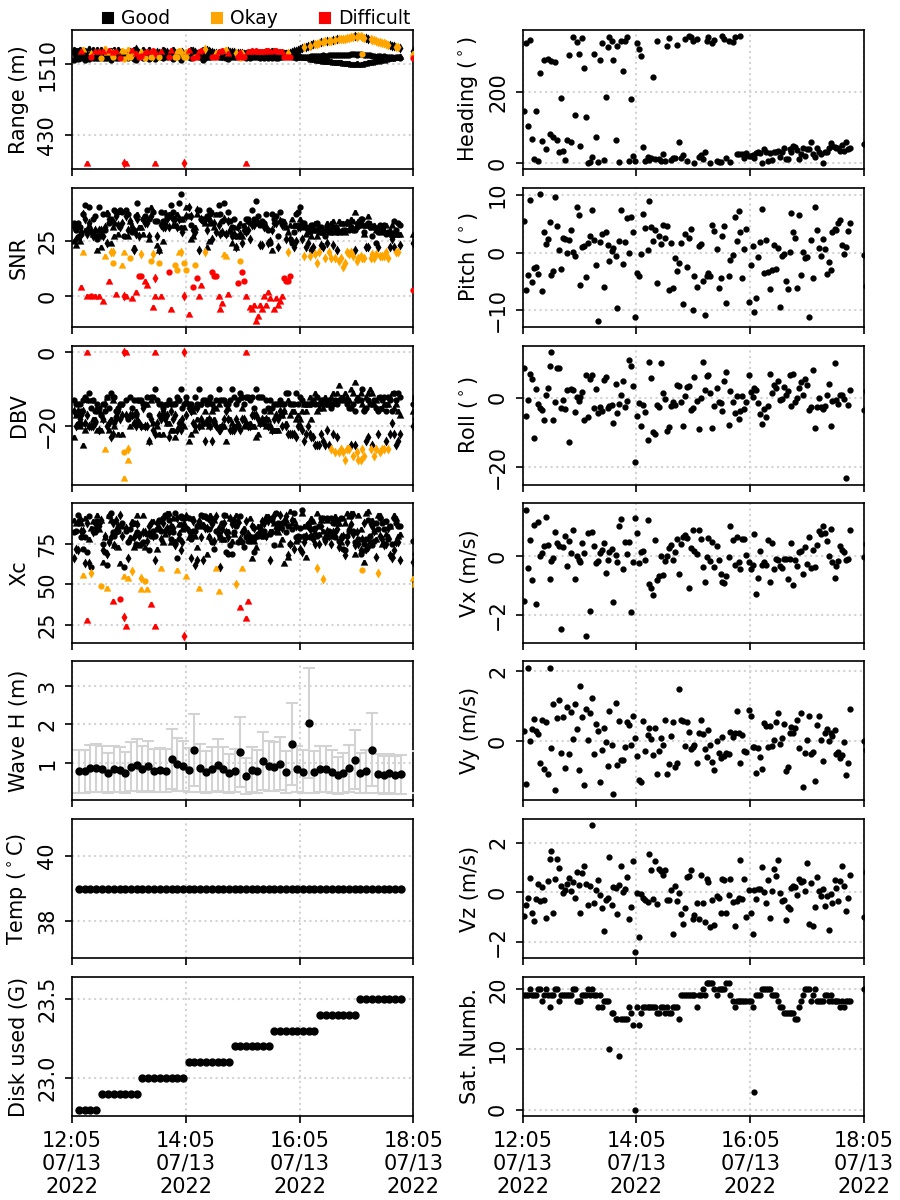 Good Okay Difficult
Range (m)
1510
430
Heading (°)
200
0
SNR
25
0
Pitch (°)
10
0
−10
DBV
0
−20
Roll (°)
0
−20
Xc
75
50
25
Vx (m/s)
0
−2
Wave H (m)
3
2
1
Vy (m/s)
2
0
Temp (°C)
40
38
Vz (m/s)
2
0
−2
Disk used (G)
23.5
23.0
Sat. Numb.
20
10
0
12:05 14:05 16:05 18:05
07/13 07/13 07/13 07/13
2022 2022 2022 2022
12:05 14:05 16:05 18:05
07/13 07/13 07/13 07/13
2022 2022 2022 2022